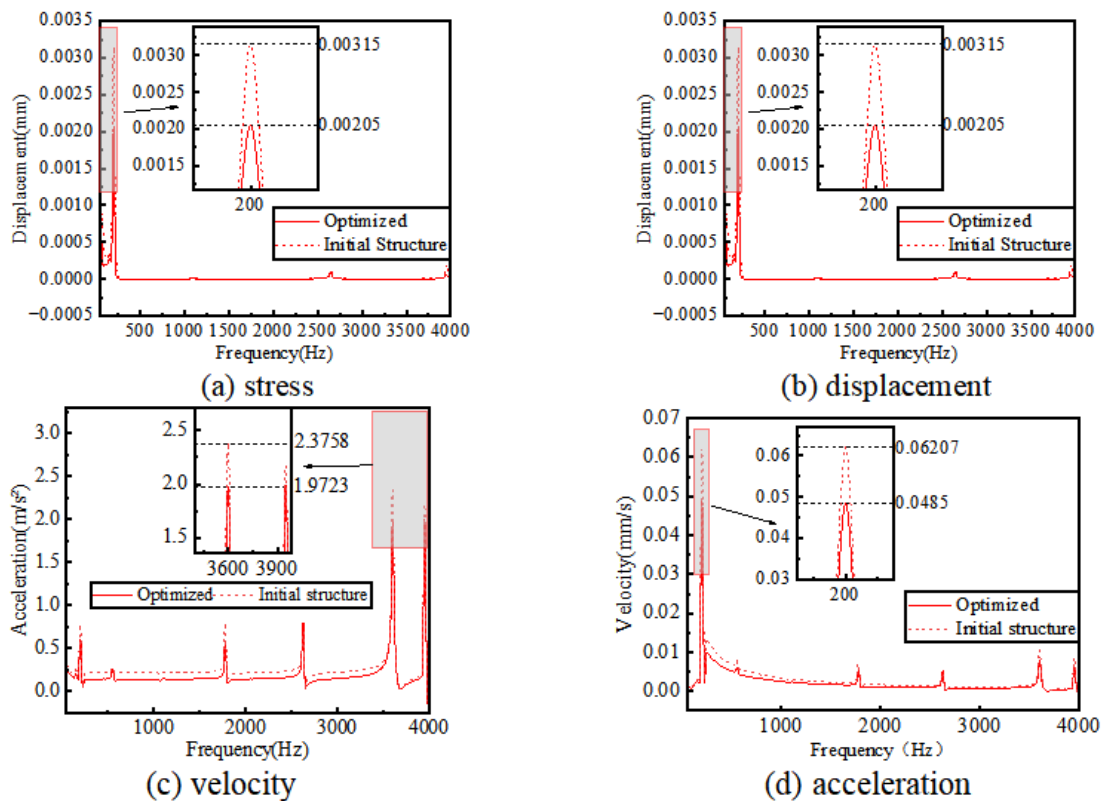 0.0035
0.0030
0.0025
0.0020
0.0015
0.0010
0.0005
0.0000
−0.0005
Displacement(mm)
0.0030
0.0025
0.0020
0.0015
0.00315
0.00205
200
Optimized
Initial Structure
500 1000 1500 2000 2500 3000 3500 4000
Frequency(Hz)
(a) stress
0.0035
0.0030
0.0025
0.0020
0.0015
0.0010
0.0005
0.0000
−0.0005
Displacement(mm)
0.0030
0.0025
0.0020
0.0015
0.00315
0.00205
200
Optimized
Initial Structure
500 1000 1500 2000 2500 3000 3500 4000
Frequency(Hz)
(b) displacement
3.0
2.5
2.0
1.5
1.0
0.5
0.0
Acceleration(m/s²)
2.5
2.0
1.5
2.3758
1.9723
3600 3900
Optimized Initial structure
1000 2000 3000 4000
Frequency(Hz)
(c) velocity
0.07
0.06
0.05
0.04
0.03
0.02
0.01
0.00
Velocity(mm/s)
0.06
0.05
0.04
0.03
0.06207
0.0485
200
Optimized
Initial structure
1000 2000 3000 4000
Frequency（Hz）
(d) acceleration